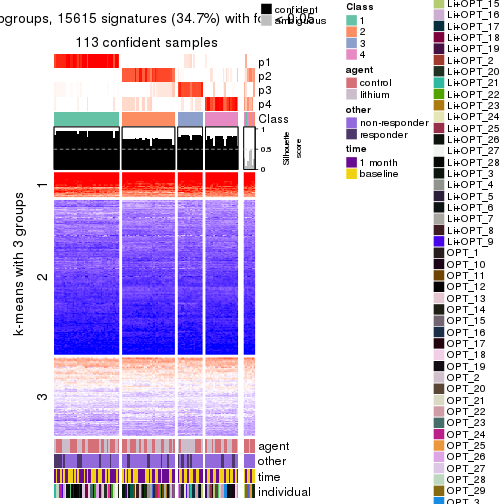 ogroups, 15615 signatures (34.7%) with f
113 confident samples
confident
ambiguous
p1
p2
p3
p4
Class
1
0.5
0
Silhouette
score
k-means with 3 groups
1
2
3
agent
other
time
individual
Class
1
2
3
4
agent
control
lithium
other
non-responder
responder
time
1 month
baseline
Li+OPT_15
Li+OPT_16
Li+OPT_17
Li+OPT_18
Li+OPT_19
Li+OPT_2
Li+OPT_20
Li+OPT_21
Li+OPT_22
Li+OPT_23
Li+OPT_24
Li+OPT_25
Li+OPT_26
Li+OPT_27
Li+OPT_28
Li+OPT_3
Li+OPT_4
Li+OPT_5
Li+OPT_6
Li+OPT_7
Li+OPT_8
Li+OPT_9
OPT_1
OPT_10
OPT_11
OPT_12
OPT_13
OPT_14
OPT_15
OPT_16
OPT_17
OPT_18
OPT_19
OPT_2
OPT_20
OPT_21
OPT_22
OPT_23
OPT_24
OPT_25
OPT_26
OPT_27
OPT_28
OPT_29